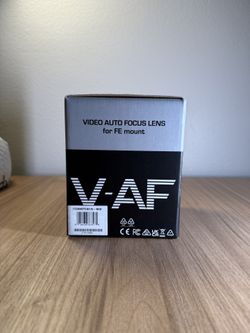 VIDEO AUTO FOCUS LENS
for FE mount
V-AF